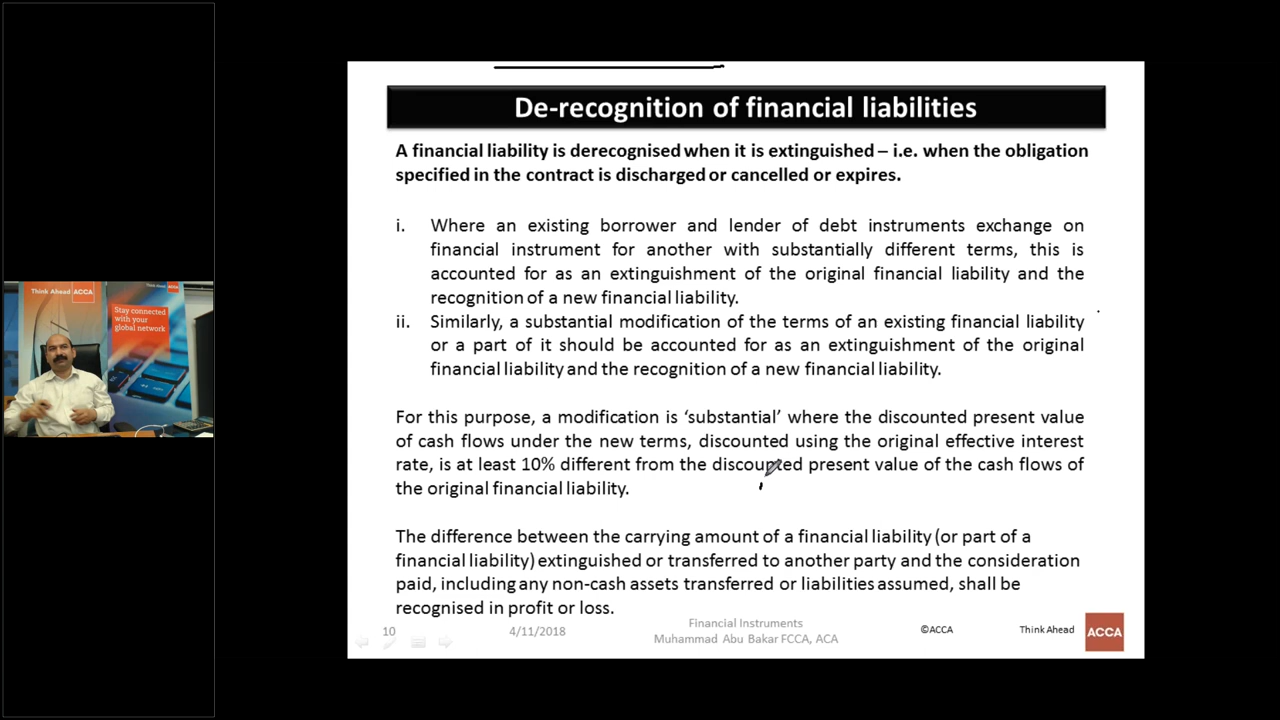 De-recognition of financial liabilities
A financial liability is derecognised when it is extinguished – i.e. when the obligation
specified in the contract is discharged or cancelled or expires.
i. Where an existing borrower and lender of debt instruments exchange on
financial instrument for another with substantially different terms, this is
accounted for as an extinguishment of the original financial liability and the
recognition of a new financial liability.
ii. Similarly, a substantial modification of the terms of an existing financial liability
or a part of it should be accounted for as an extinguishment of the original
financial liability and the recognition of a new financial liability.
For this purpose, a modification is ‘substantial’ where the discounted present value
of cash flows under the new terms, discounted using the original effective interest
rate, is at least 10% different from the discounted present value of the cash flows of
the original financial liability.
The difference between the carrying amount of a financial liability (or part of a
financial liability) extinguished or transferred to another party and the consideration
paid, including any non-cash assets transferred or liabilities assumed, shall be
recognised in profit or loss.
10
4/11/2018
Financial Instruments
Muhammad Abu Bakar FCCA, ACA
©ACCA
Think Ahead
ACCA
Think Ahead ACCA
Think Ahead ACCA
Stay connected
with your
global network